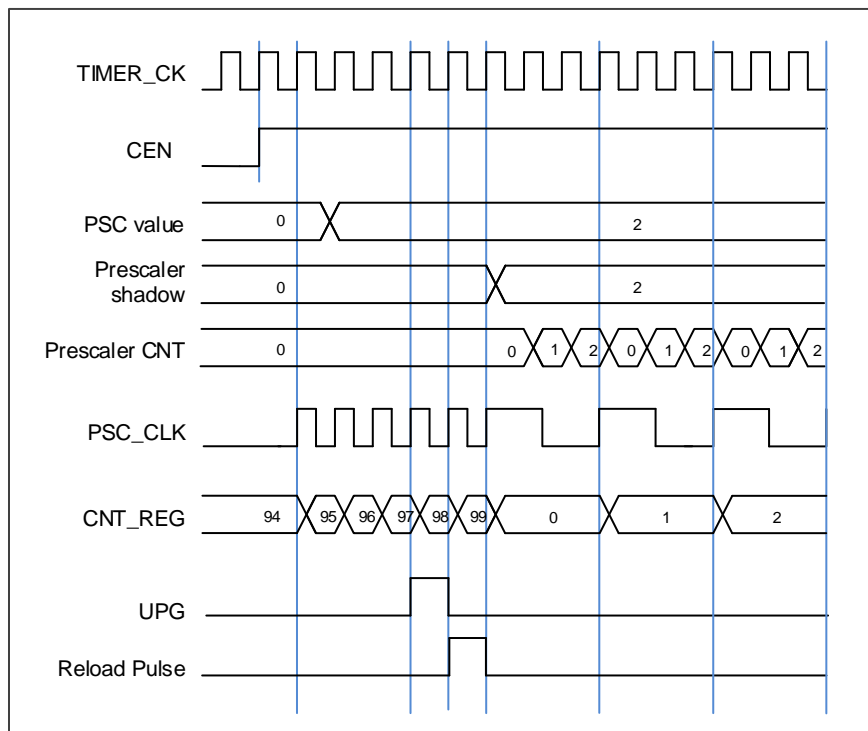 TIMER_CK
CEN
PSC value 0 2
Prescaler
shadow 0 2
Prescaler CNT 0 0 1 2 0 1 2 0 1 2
PSC_CLK
CNT_REG 94 95 96 97 98 99 0 1 2
UPG
Reload Pulse